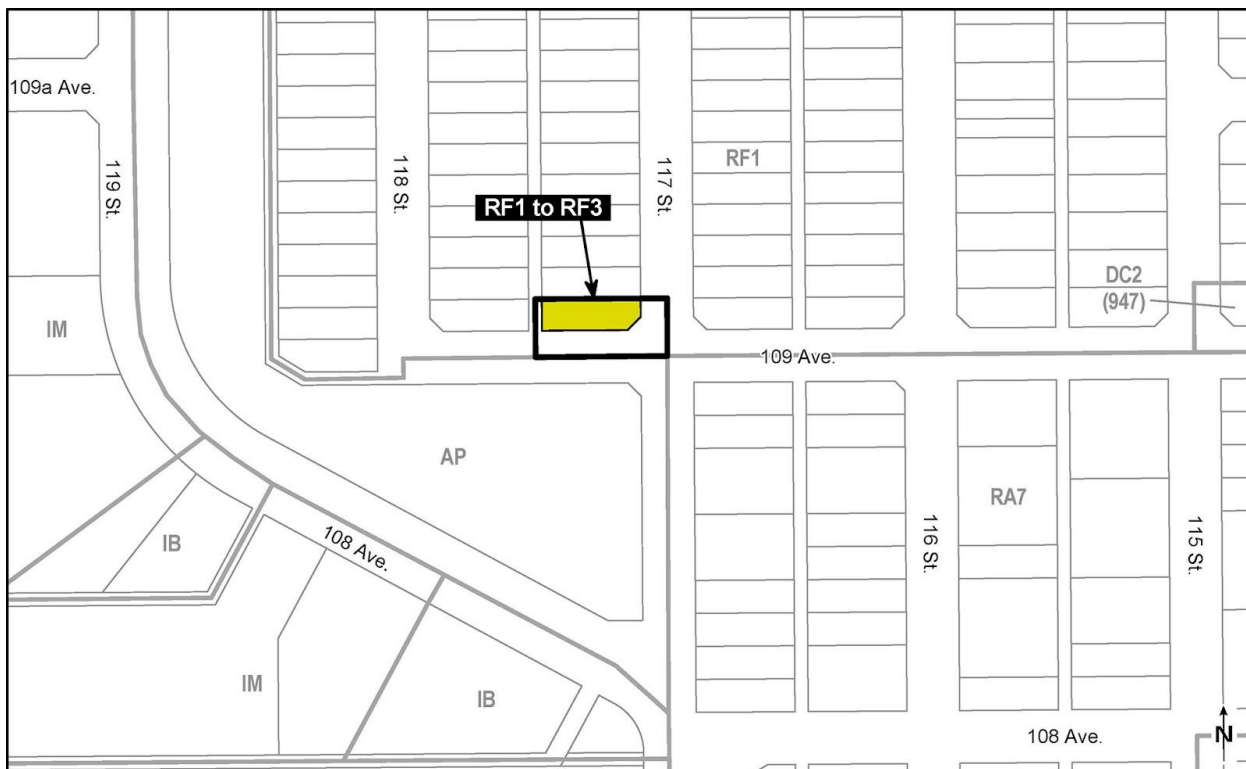 109a Ave.
119 St.
118 St.
117 St.
RF1
RF1 to RF3
DC2
(947)
IM
109 Ave.
AP
RA7
116 St.
115 St.
IB
108 Ave.
IM
IB
108 Ave.
N